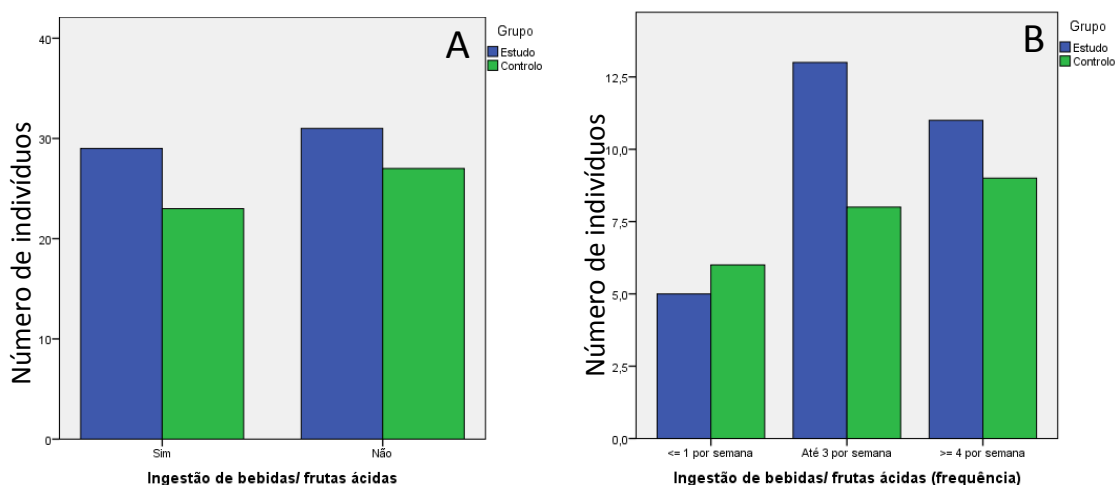 A
Grupo
Estudo
Controlo
Número de indivíduos
40
30
20
10
0
Sim
Não
Ingestão de bebidas/ frutas ácidas
B
Grupo
Estudo
Controlo
Número de indivíduos
12,5
10,0
7,5
5,0
2,5
0,0
<= 1 por semana
Até 3 por semana
>= 4 por semana
Ingestão de bebidas/ frutas ácidas (frequência)